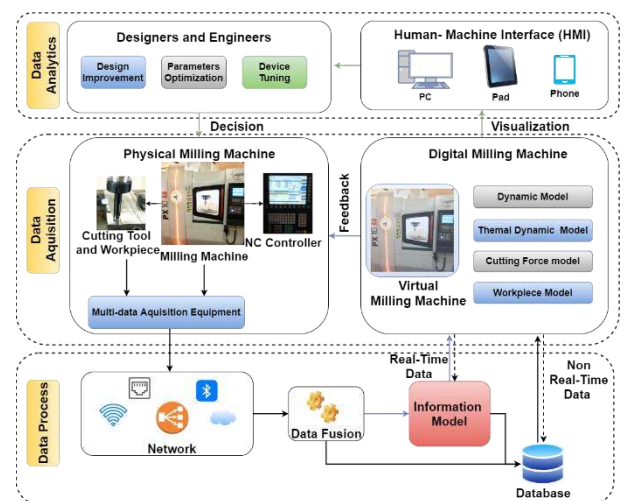 Data
Analytics
Designers and Engineers
Design
Improvement
Parameters
Optimization
Device
Tuning
Human- Machine Interface (HMI)
PC
Pad
Phone
Decision
Visualization
Data
Aquisition
Physical Milling Machine
Cutting Tool
and Workpiece
Milling Machine
NC Controller
Multi-data Aquisition Equipment
Feedback
Digital Milling Machine
Virtual
Milling Machine
Dynamic Model
Themal Dynamic Model
Cutting Force model
Workpiece Model
Real-Time
Data
Non
Real-Time
Data
Data Process
Network
Data Fusion
Information
Model
Database